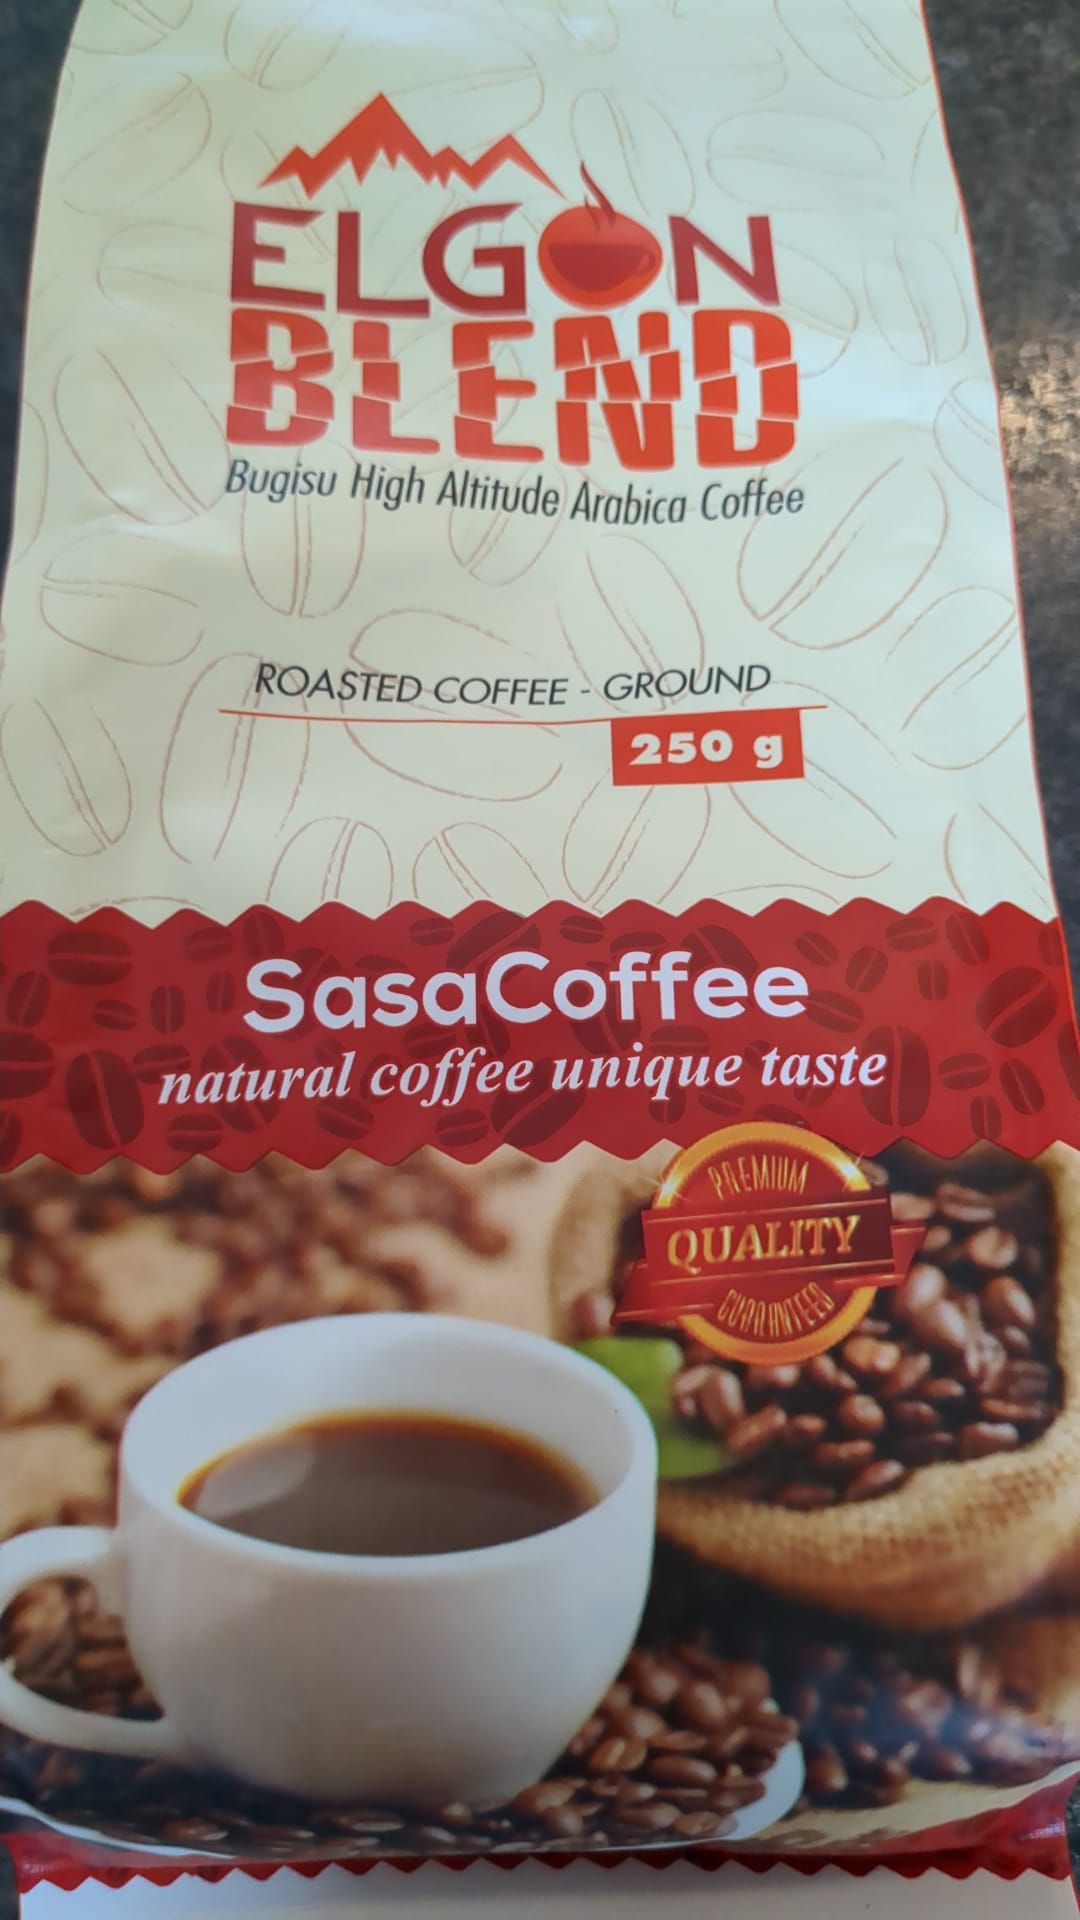 ELGON
BLEND
Bugisu High Altitude Arabica Coffee
ROASTED COFFEE - GROUND
250 g
SasaCoffee
natural coffee unique taste
PREMIUM
QUALITY
GUARANTEED